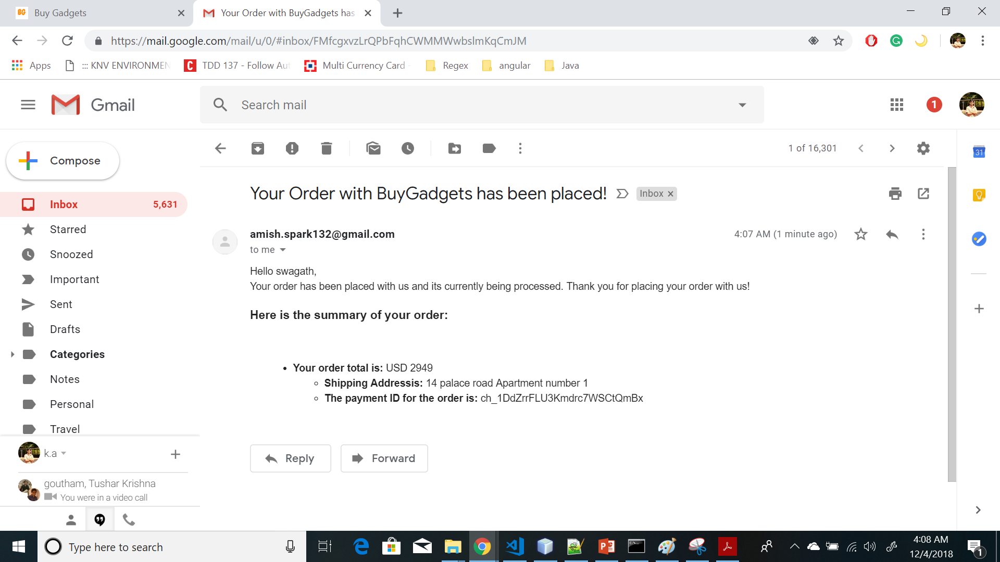 BG Buy Gadgets
Your Order with BuyGadgets has
https://mail.google.com/mail/u/0/#inbox/FMfcgxvzLrQPbFqhCWMMWwbslmKqCmJM
Apps
::: KNV ENVIRONMEN
C TDD 137 - Follow Aut
Multi Currency Card -
Regex
angular
Java
Gmail
Search mail
1
Compose
1 of 16,301
31
Your Order with BuyGadgets has been placed!
Inbox x
Inbox 5,631
Starred
Snoozed
Important
Sent
Drafts
Categories
Notes
Personal
Travel
amish.spark132@gmail.com
4:07 AM (1 minute ago)
to me
Hello swagath,
Your order has been placed with us and its currently being processed. Thank you for placing your order with us!
Here is the summary of your order:
• Your order total is: USD 2949
◦ Shipping Addressis: 14 palace road Apartment number 1
◦ The payment ID for the order is: ch_1DdZrrFLU3Kmdrc7WSCtQmBx
Reply
Forward
k.a
goutham, Tushar Krishna
You were in a video call
Type here to search
4:08 AM
12/4/2018
1